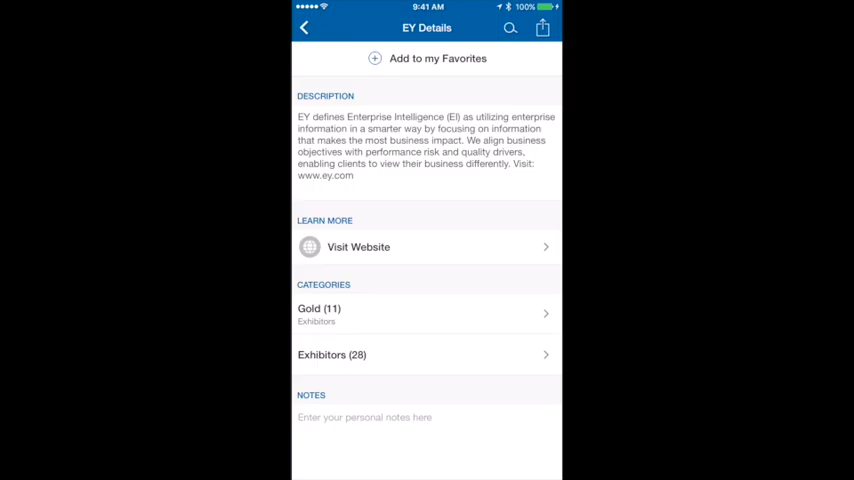 9:41 AM
100%
EY Details
Add to my Favorites
DESCRIPTION
EY defines Enterprise Intelligence (EI) as utilizing enterprise
information in a smarter way by focusing on information
that makes the most business impact. We align business
objectives with performance risk and quality drivers,
enabling clients to view their business differently. Visit:
www.ey.com
LEARN MORE
Visit Website
CATEGORIES
Gold (11)
Exhibitors
Exhibitors (28)
NOTES
Enter your personal notes here